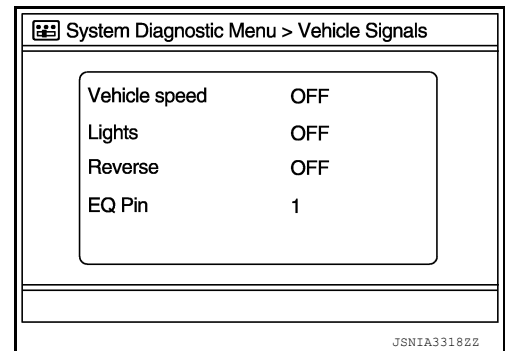 System Diagnostic Menu > Vehicle Signals
Vehicle speed OFF
Lights OFF
Reverse OFF
EQ Pin 1
JSNIA3318ZZ